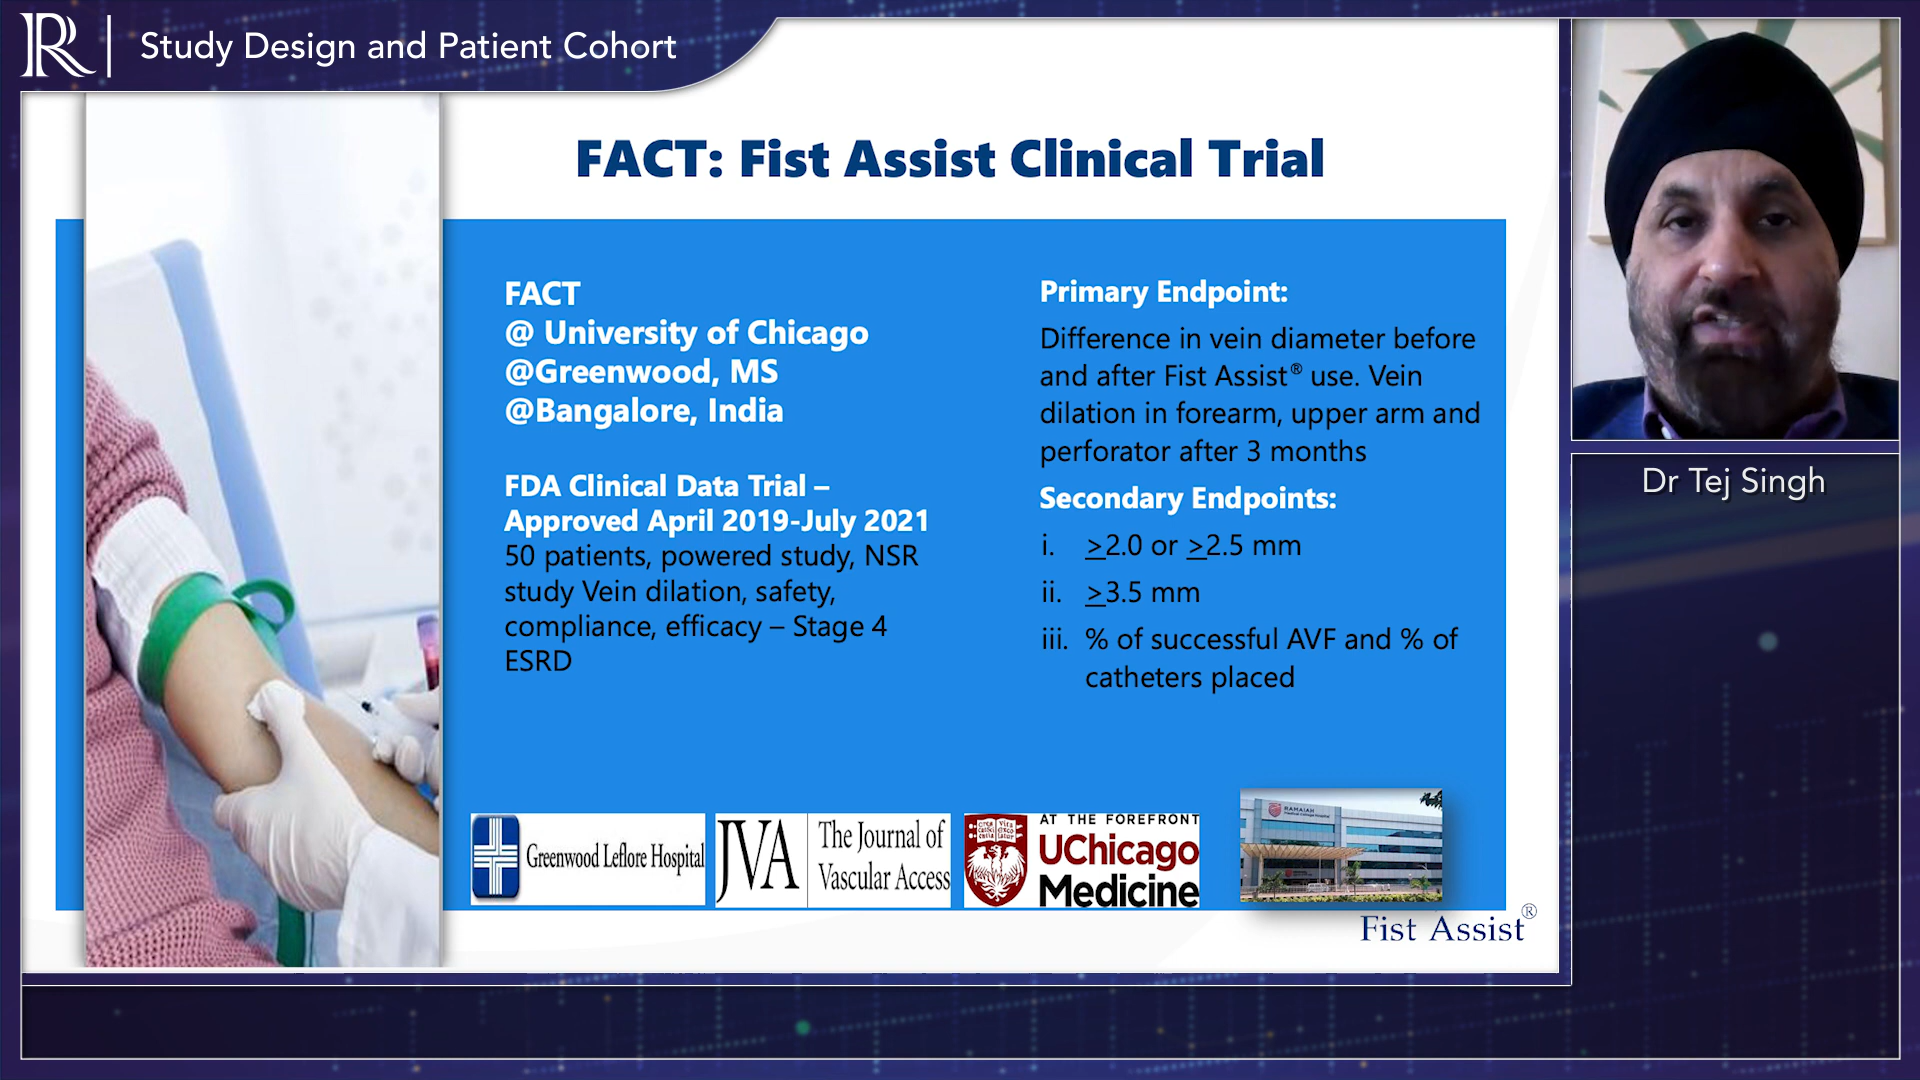 R
Study Design and Patient Cohort
FACT: Fist Assist Clinical Trial
FACT
@ University of Chicago
@Greenwood, MS
@Bangalore, India
FDA Clinical Data Trial –
Approved April 2019-July 2021
50 patients, powered study, NSR
study Vein dilation, safety,
compliance, efficacy – Stage 4
ESRD
Primary Endpoint:
Difference in vein diameter before
and after Fist Assist® use. Vein
dilation in forearm, upper arm and
perforator after 3 months
Secondary Endpoints:
i. ≥2.0 or ≥2.5 mm
ii. ≥3.5 mm
iii. % of successful AVF and % of
catheters placed
Greenwood Leflore Hospital
JVA
The Journal of
Vascular Access
AT THE FOREFRONT
UChicago
Medicine
RAMAIAH
Fist Assist®
Dr Tej Singh